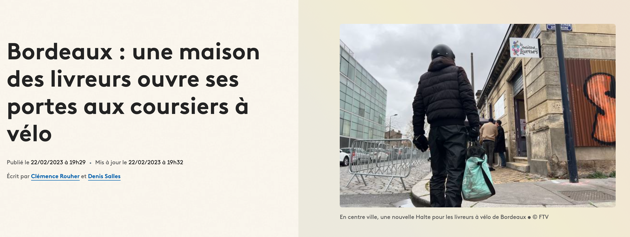 Bordeaux : une maison
des livreurs ouvre ses
portes aux coursiers à
vélo
Publié le 22/02/2023 à 19h29 • Mis à jour le 22/02/2023 à 19h32
Écrit par Clémence Rouher et Denis Salles
En centre ville, une nouvelle Halte pour les livreurs à vélo de Bordeaux • © FTV